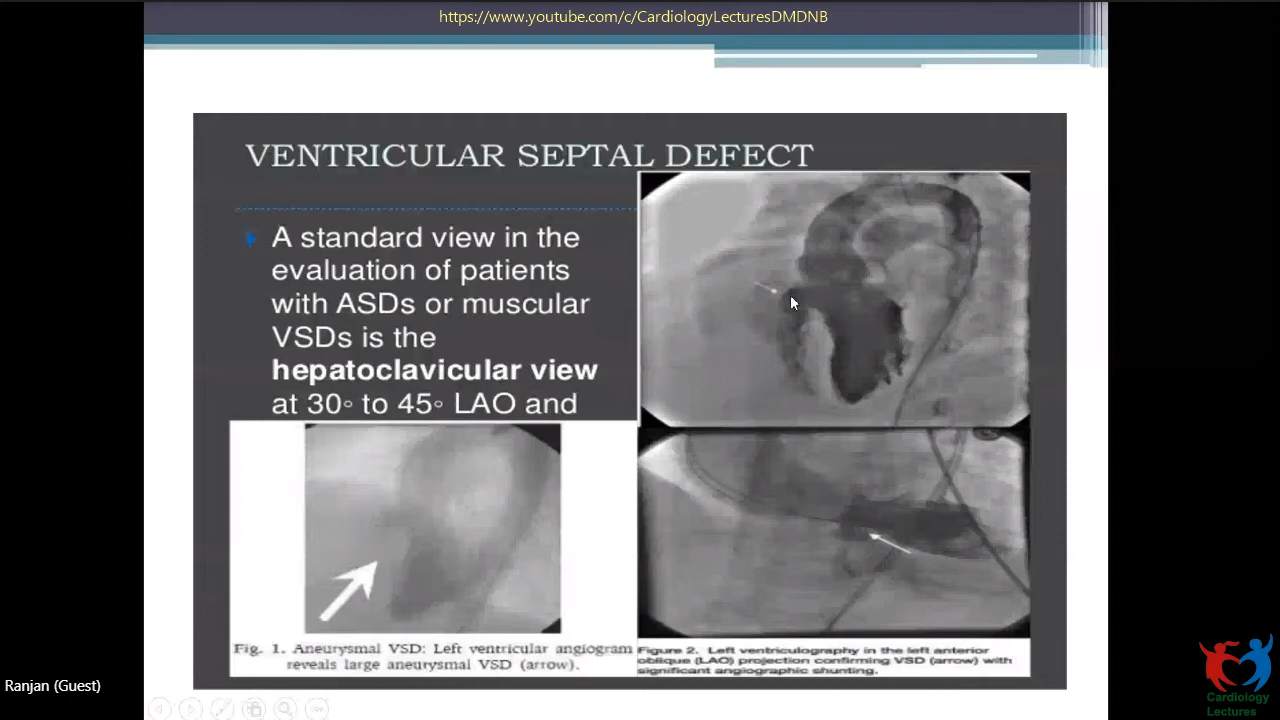 https://www.youtube.com/c/CardiologyLecturesDMDNB
VENTRICULAR SEPTAL DEFECT
A standard view in the
evaluation of patients
with ASDs or muscular
VSDs is the
hepatoclavicular view
at 30◦ to 45◦ LAO and
Fig. 1. Aneurysmal VSD: Left ventricular angiogram
reveals large aneurysmal VSD (arrow).
Figure 2. Left ventriculography in the left anterior
oblique (LAO) projection confirming VSD (arrow) with
significant angiographic shunting.
Ranjan (Guest)
Cardiology
Lectures